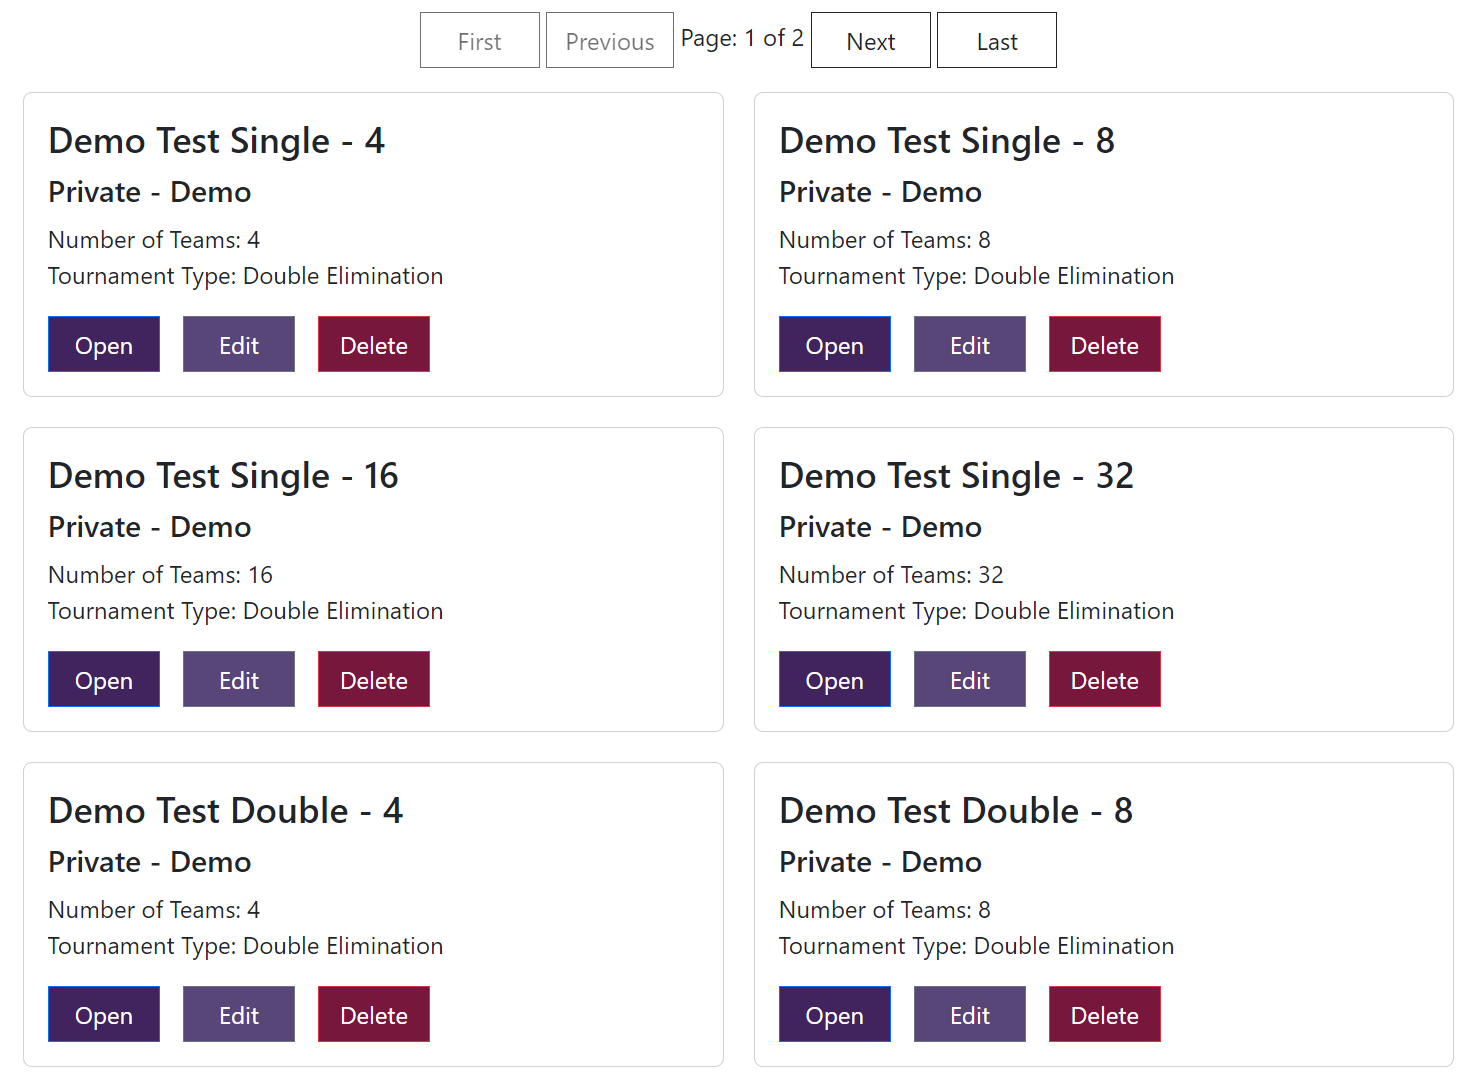 First Previous Page: 1 of 2 Next Last
Demo Test Single - 4
Private - Demo
Number of Teams: 4
Tournament Type: Double Elimination
Open Edit Delete
Demo Test Single - 8
Private - Demo
Number of Teams: 8
Tournament Type: Double Elimination
Open Edit Delete
Demo Test Single - 16
Private - Demo
Number of Teams: 16
Tournament Type: Double Elimination
Open Edit Delete
Demo Test Single - 32
Private - Demo
Number of Teams: 32
Tournament Type: Double Elimination
Open Edit Delete
Demo Test Double - 4
Private - Demo
Number of Teams: 4
Tournament Type: Double Elimination
Open Edit Delete
Demo Test Double - 8
Private - Demo
Number of Teams: 8
Tournament Type: Double Elimination
Open Edit Delete